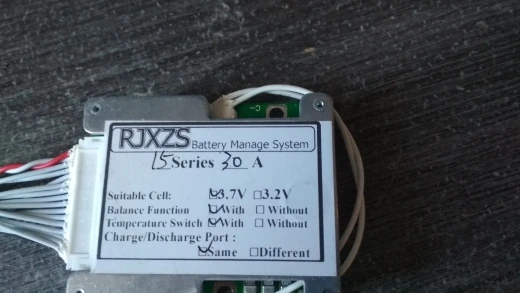 RJXZS Battery Manage System
15 Series 30 A
Suitable Cell: ☑3.7V ☐3.2V
Balance Function ☑With ☐Without
Temperature Switch ☑With ☐Without
Charge/Discharge Port :
☑Same ☐Different
C-